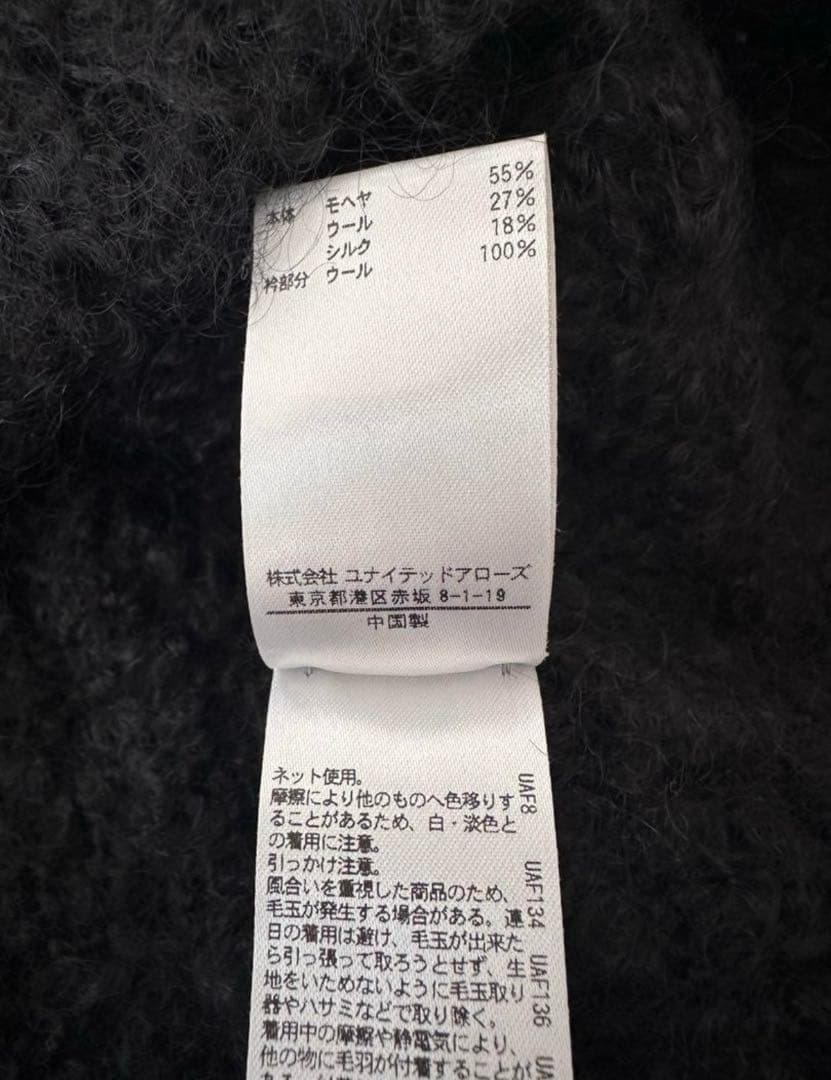 本体 モヘヤ 55%
ウール 27%
シルク 18%
衿部分 ウール 100%
株式会社 ユナイテッドアローズ
東京都港区赤坂 8-1-19
中国製
ネット使用。
摩擦により他のものへ色移りす
ることがあるため、白・淡色と
の着用に注意。
引っかけ注意。
風合いを重視した商品のため、
毛玉が発生する場合がある。連
日の着用は避け、毛玉が出来た
ら引っ張って取ろうとせず、生
地をいためないように毛玉取り
器やハサミなどで取り除く。
着用中の摩擦や静電気により、
他の物に毛羽が付着することが
UAF8
UAF134
UAF136